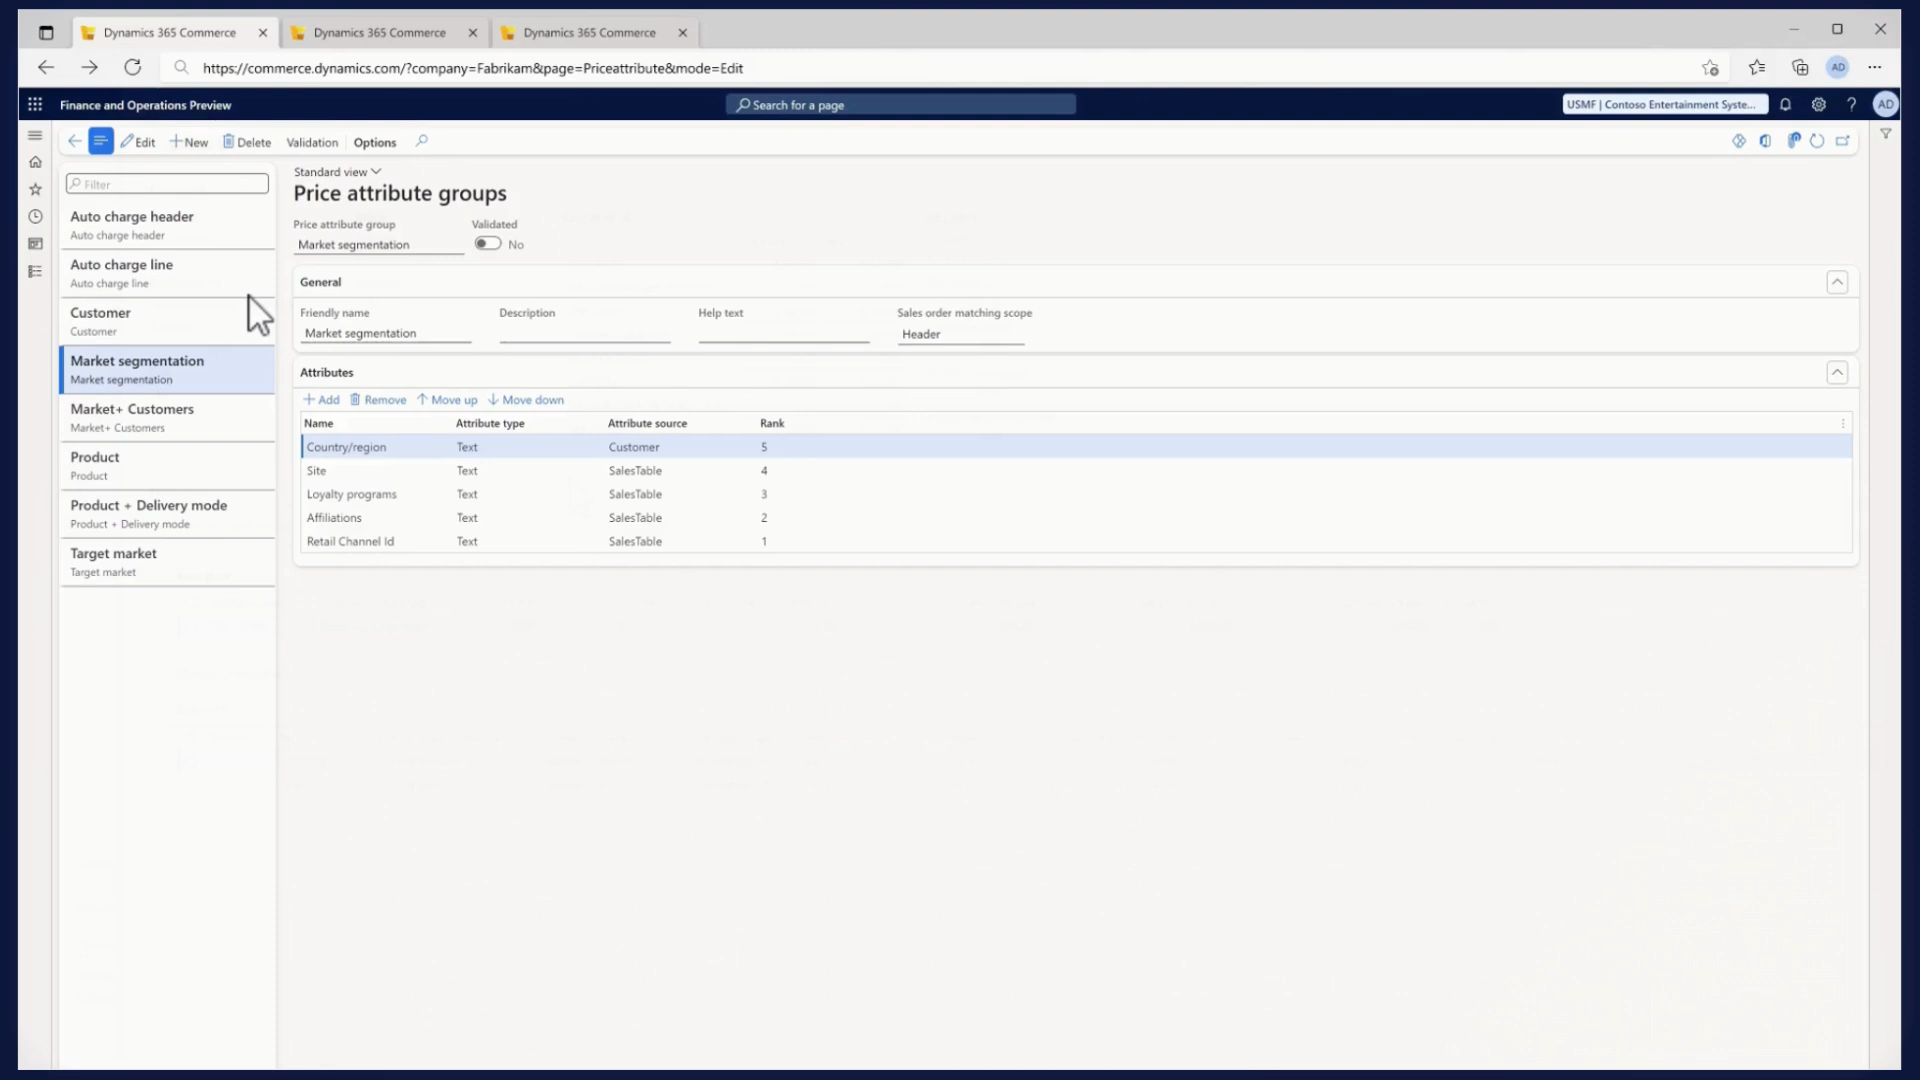 Dynamics 365 Commerce
Dynamics 365 Commerce
Dynamics 365 Commerce
https://commerce.dynamics.com/?company=Fabrikam&page=Priceattribute&mode=Edit
AD
Finance and Operations Preview
Search for a page
USMF | Contoso Entertainment Syste...
?
AD
Edit
New
Delete
Validation
Options
Filter
Auto charge header
Auto charge header
Auto charge line
Auto charge line
Customer
Customer
Market segmentation
Market segmentation
Market+ Customers
Market+ Customers
Product
Product
Product + Delivery mode
Product + Delivery mode
Target market
Target market
Standard view
Price attribute groups
Price attribute group
Validated
Market segmentation
No
General
Friendly name
Description
Help text
Sales order matching scope
Market segmentation
Header
Attributes
Add
Remove
Move up
Move down
Name Attribute type Attribute source Rank
Country/region Text Customer 5
Site Text SalesTable 4
Loyalty programs Text SalesTable 3
Affiliations Text SalesTable 2
Retail Channel Id Text SalesTable 1